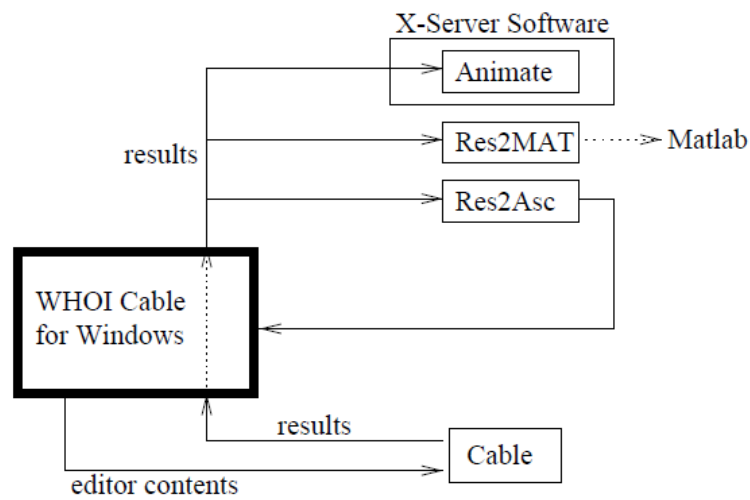 X-Server Software
Animate
Res2MAT
Matlab
results
Res2Asc
WHOI Cable
for Windows
results
Cable
editor contents